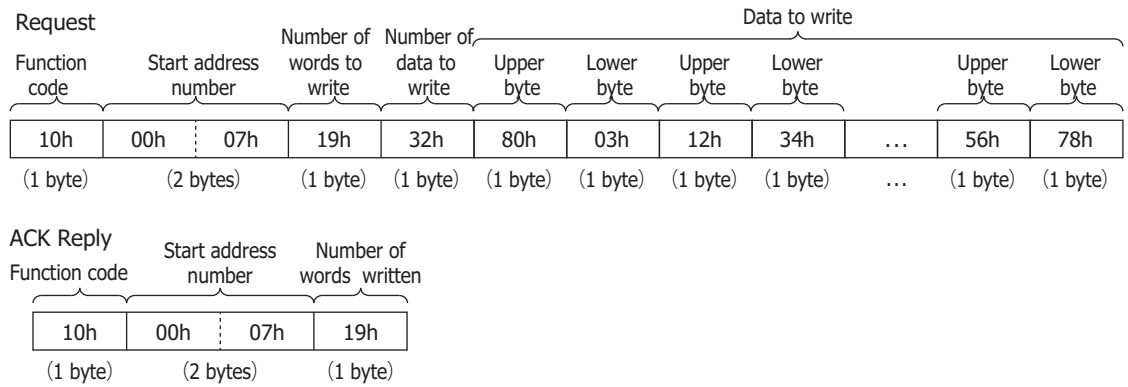 Request
Data to write
Function code
Start address number
Number of words to write
Number of data to write
Upper byte
Lower byte
Upper byte
Lower byte
Upper byte
Lower byte
10h 00h 07h 19h 32h 80h 03h 12h 34h ... 56h 78h
(1 byte) (2 bytes) (1 byte) (1 byte) (1 byte) (1 byte) (1 byte) (1 byte) ... (1 byte) (1 byte)
ACK Reply
Function code
Start address number
Number of words written
10h 00h 07h 19h
(1 byte) (2 bytes) (1 byte)